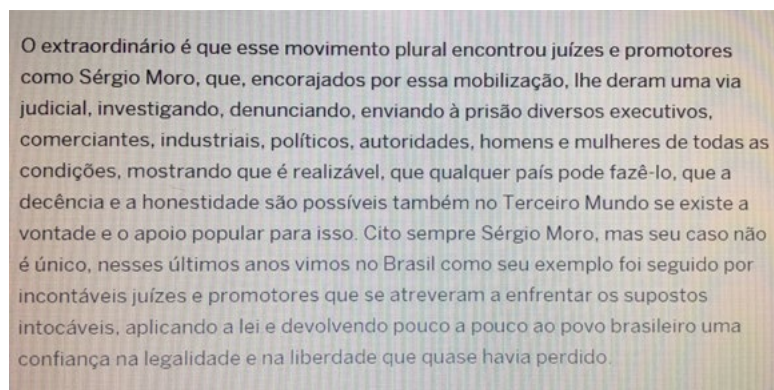 O extraordinário é que esse movimento plural encontrou juízes e promotores
como Sérgio Moro, que, encorajados por essa mobilização, lhe deram uma via
judicial, investigando, denunciando, enviando à prisão diversos executivos,
comerciantes, industriais, políticos, autoridades, homens e mulheres de todas as
condições, mostrando que é realizável, que qualquer país pode fazê-lo, que a
decência e a honestidade são possíveis também no Terceiro Mundo se existe a
vontade e o apoio popular para isso. Cito sempre Sérgio Moro, mas seu caso não
é único, nesses últimos anos vimos no Brasil como seu exemplo foi seguido por
incontáveis juízes e promotores que se atreveram a enfrentar os supostos
intocáveis, aplicando a lei e devolvendo pouco a pouco ao povo brasileiro uma
confiança na legalidade e na liberdade que quase havia perdido.